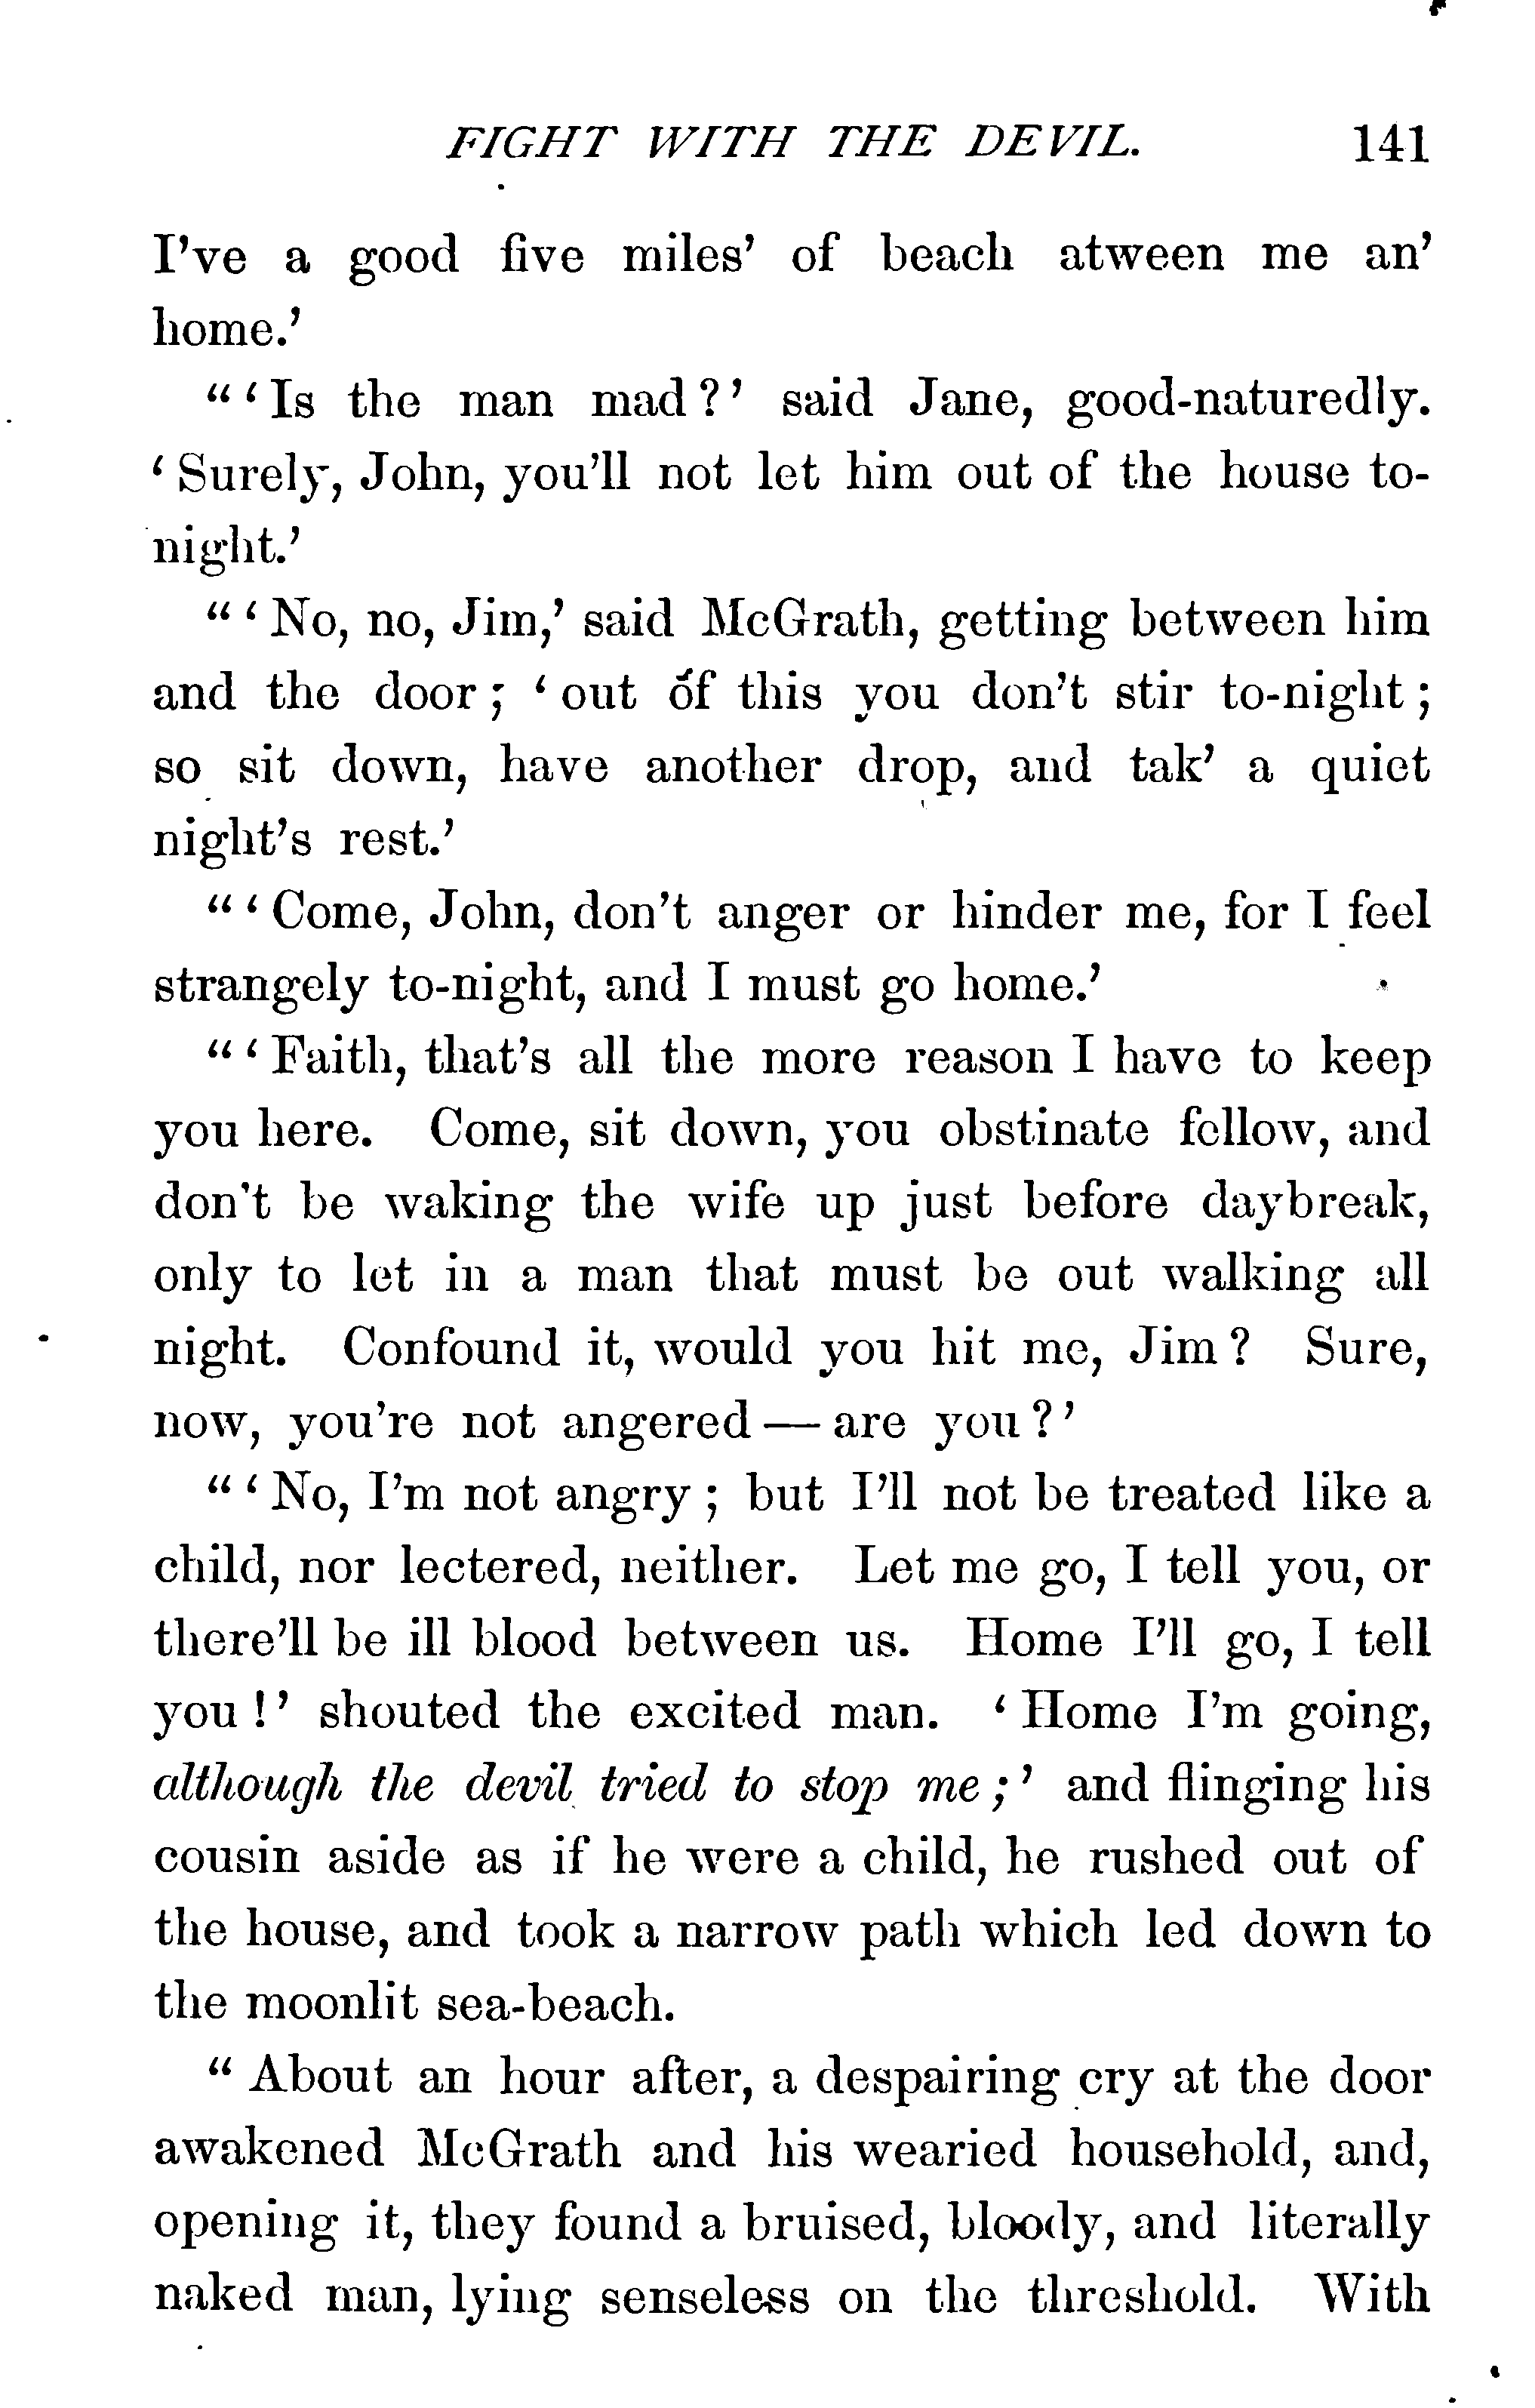 FIGHT WITH THE DEVIL. 141
I've a good five miles' of beach atween me an'
home.'
"'Is the man mad?' said Jane, good-naturedly.
'Surely, John, you'll not let him out of the house to-
night.'
"'No, no, Jim,' said McGrath, getting between him
and the door; 'out of this you don't stir to-night;
so sit down, have another drop, and tak' a quiet
night's rest.'
"'Come, John, don't anger or hinder me, for I feel
strangely to-night, and I must go home.'
"'Faith, that's all the more reason I have to keep
you here. Come, sit down, you obstinate fellow, and
don't be waking the wife up just before daybreak,
only to let in a man that must be out walking all
night. Confound it, would you hit me, Jim? Sure,
now, you're not angered—are you?'
"'No, I'm not angry; but I'll not be treated like a
child, nor lectered, neither. Let me go, I tell you, or
there'll be ill blood between us. Home I'll go, I tell
you!' shouted the excited man. 'Home I'm going,
although the devil tried to stop me;' and flinging his
cousin aside as if he were a child, he rushed out of
the house, and took a narrow path which led down to
the moonlit sea-beach.
"About an hour after, a despairing cry at the door
awakened McGrath and his wearied household, and,
opening it, they found a bruised, bloody, and literally
naked man, lying senseless on the threshold. With